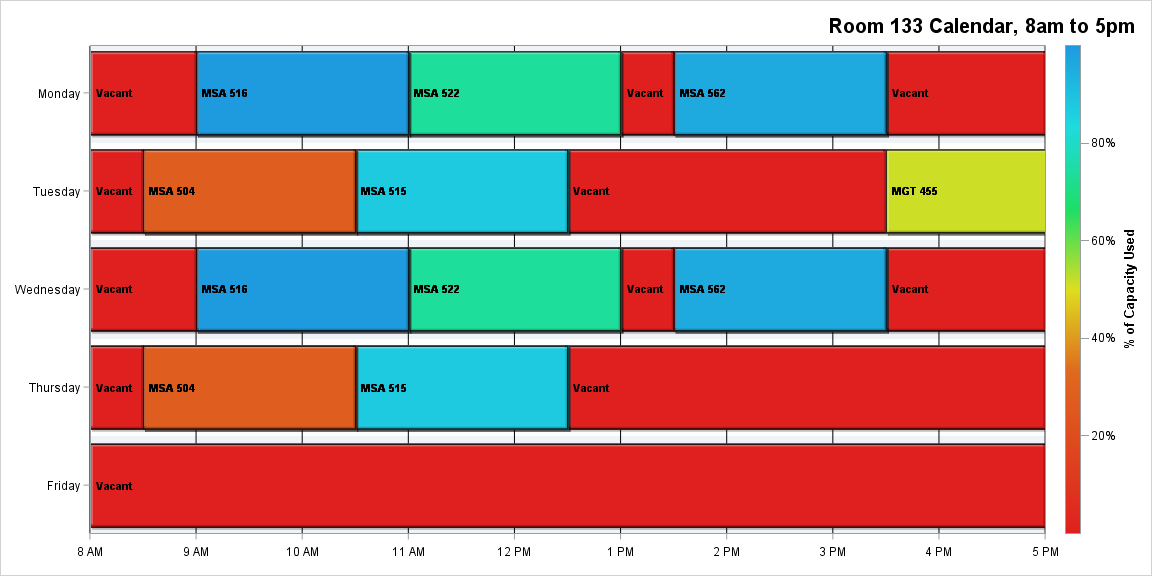 Room 133 Calendar, 8am to 5pm
Monday Vacant MSA 516 MSA 522 Vacant MSA 562 Vacant
80%
Tuesday Vacant MSA 504 MSA 515 Vacant MGT 455
60%
% of Capacity Used
Wednesday Vacant MSA 516 MSA 522 Vacant MSA 562 Vacant
40%
Thursday Vacant MSA 504 MSA 515 Vacant
20%
Friday Vacant
8 AM 9 AM 10 AM 11 AM 12 PM 1 PM 2 PM 3 PM 4 PM 5 PM